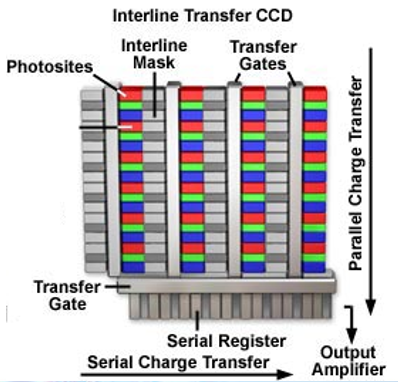 Interline Transfer CCD
Interline
Mask
Transfer
Gates
Photosites
Parallel Charge Transfer
Transfer
Gate
Serial Register
Serial Charge Transfer
Output
Amplifier